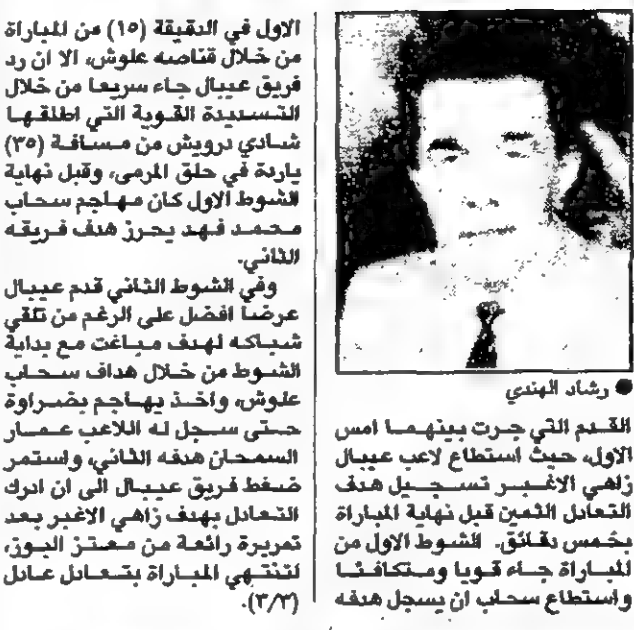 ● رشاد الهندي
القدم التي جرت بينهما امس
الاول، حيث استطاع لاعب عيبال
زاهي الاغبر تسجيل هدف
التعادل الثمين قبل نهاية المباراة
بخمس دقائق. الشوط الاول من
المباراة جاء قويا ومتكافئا
واستطاع سحاب ان يسجل هدفه
الاول في الدقيقة (١٥) من المباراة
من خلال قناصه علوش، الا ان رد
فريق عيبال جاء سريعا من خلال
التسديدة القوية التي اطلقها
شادي درويش من مسافة (٣٥)
ياردة في حلق المرمى، وقبل نهاية
الشوط الاول كان مهاجم سحاب
محمد فهد يحرز هدف فريقه
الثاني.
وفي الشوط الثاني قدم عيبال
عرضا افضل على الرغم من تلقي
شباكه لهدف مباغت مع بداية
الشوط من خلال هداف سحاب
علوش، واخذ يهاجم بضراوة
حتى سجل له اللاعب عمار
السمحان هدفه الثاني، واستمر
ضغط فريق عيبال الى ان ادرك
التعادل بهدف زاهي الاغبر بعد
تمريرة رائعة من معتز البوز،
لتنتهي المباراة بتعادل عادل
(٣/٣).